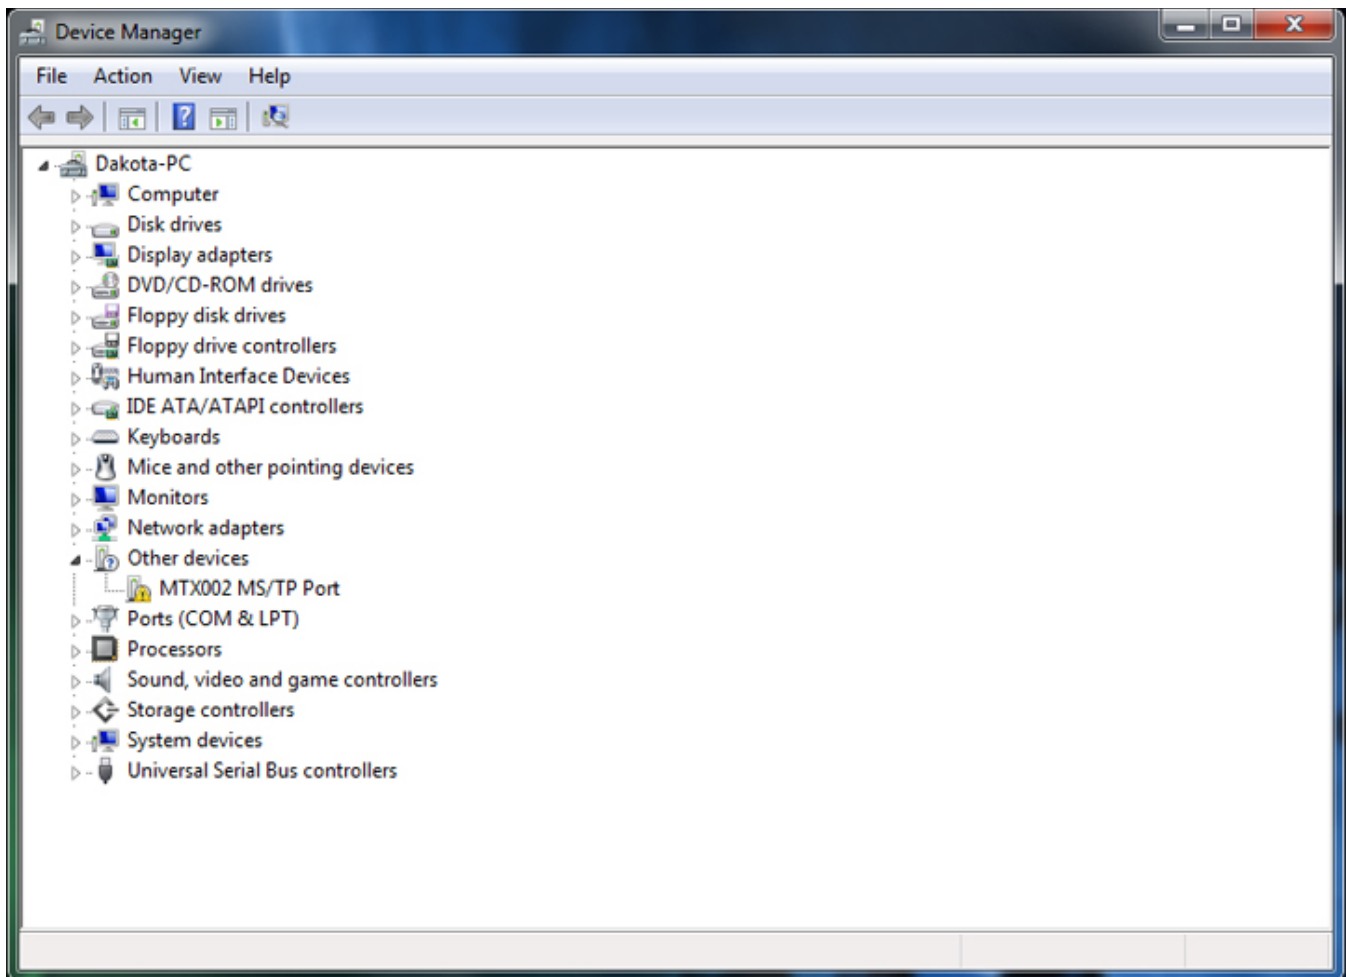 Device Manager
File Action View Help
Dakota-PC
Computer
Disk drives
Display adapters
DVD/CD-ROM drives
Floppy disk drives
Floppy drive controllers
Human Interface Devices
IDE ATA/ATAPI controllers
Keyboards
Mice and other pointing devices
Monitors
Network adapters
Other devices
MTX002 MS/TP Port
Ports (COM & LPT)
Processors
Sound, video and game controllers
Storage controllers
System devices
Universal Serial Bus controllers